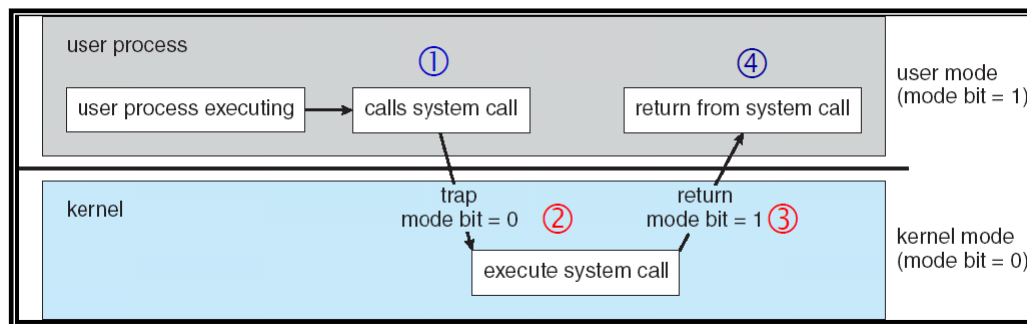 user process
①
④
user process executing
calls system call
return from system call
user mode
(mode bit = 1)
kernel
trap
mode bit = 0
②
return
mode bit = 1
③
execute system call
kernel mode
(mode bit = 0)